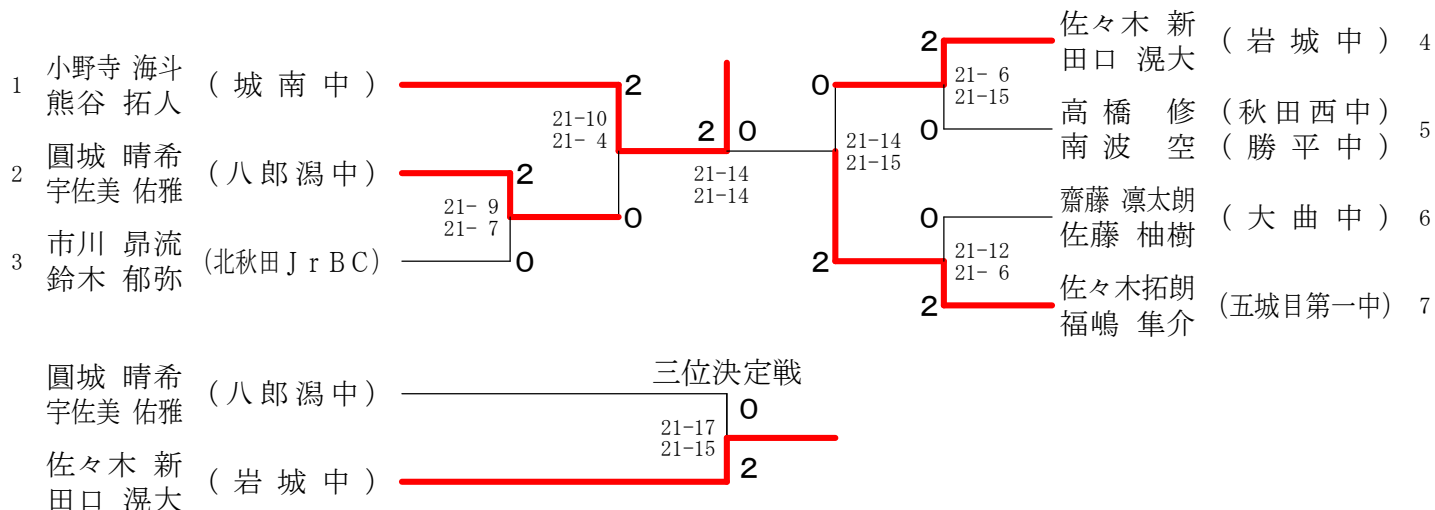 1 小野寺 海斗
熊谷 拓人 (城南中)
2 圓城 晴希
宇佐美 佑雅 (八郎潟中)
3 市川 昴流
鈴木 郁弥 (北秋田JrBC)
2
21-10
21- 4
2
21- 9
21- 7
0
0
2 0
21-14
21-14
0
21-14
21-15
2
2
21- 6
21-15
0
0
21-12
21- 6
2
佐々木 新
田口 滉大 (岩城中) 4
高橋 修 (秋田西中)
南波 空 (勝平中) 5
齋藤 凛太朗
佐藤 柚樹 (大曲中) 6
佐々木拓朗
福嶋 隼介 (五城目第一中) 7
三位決定戦
圓城 晴希
宇佐美 佑雅 (八郎潟中)
0
21-17
21-15
2
佐々木 新
田口 滉大 (岩城中)